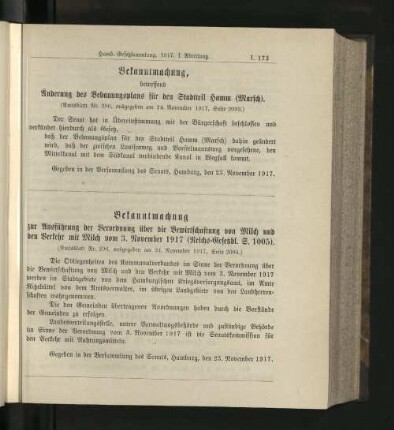 Hamb. Gesetzsammlung. 1917. I. Abteilung. I. 173
Bekanntmachung,
betreffend
Änderung des Bebauungsplans für den Stadtteil Hamm (Marsch).
(Amtsblatt Nr. 296, ausgegeben am 24. November 1917, Seite 2093.)
Der Senat hat in Übereinstimmung mit der Bürgerschaft beschlossen und
verkündet hierdurch als Gesetz,
daß der Bebauungsplan für den Stadtteil Hamm (Marsch) dahin geändert
wird, daß der zwischen und vorgesehene, den
Mittelkanal mit dem Südkanal verbindende Kanal in Wegfall kommt.
Gegeben in der Versammlung des Senats, Hamburg, den 23. November 1917.
Bekanntmachung
zur Ausführung der Verordnung über die Bewirtschaftung von Milch und
den Verkehr mit Milch vom 3. November 1917 (Reichs-Gesetzbl. S. 1005).
(Amtsblatt Nr. 296, ausgegeben am 24. November 1917, Seite 2094.)
Die Obliegenheiten des Kommunalverbandes im Sinne der Verordnung über
die Bewirtschaftung von Milch und den Verkehr mit Milch vom 3. November 1917
werden im Stadtgebiete von dem Hamburgischen Kriegsversorgungsamt, im Amte
Ritzebüttel von dem Amtsverwalter, im übrigen Landgebiete von den Landherren-
schaften wahrgenommen.
Die den Gemeinden übertragenen Anordnungen haben durch die Vorstände
der Gemeinden zu erfolgen.
Landesverteilungsstelle, untere Verwaltungsbehörde und zuständige Behörde
im Sinne der Verordnung vom 3. November 1917 ist die Senatskommission für
den Verkehr mit Nahrungsmitteln.
Gegeben in der Versammlung des Senats, Hamburg, den 23. November 1917.